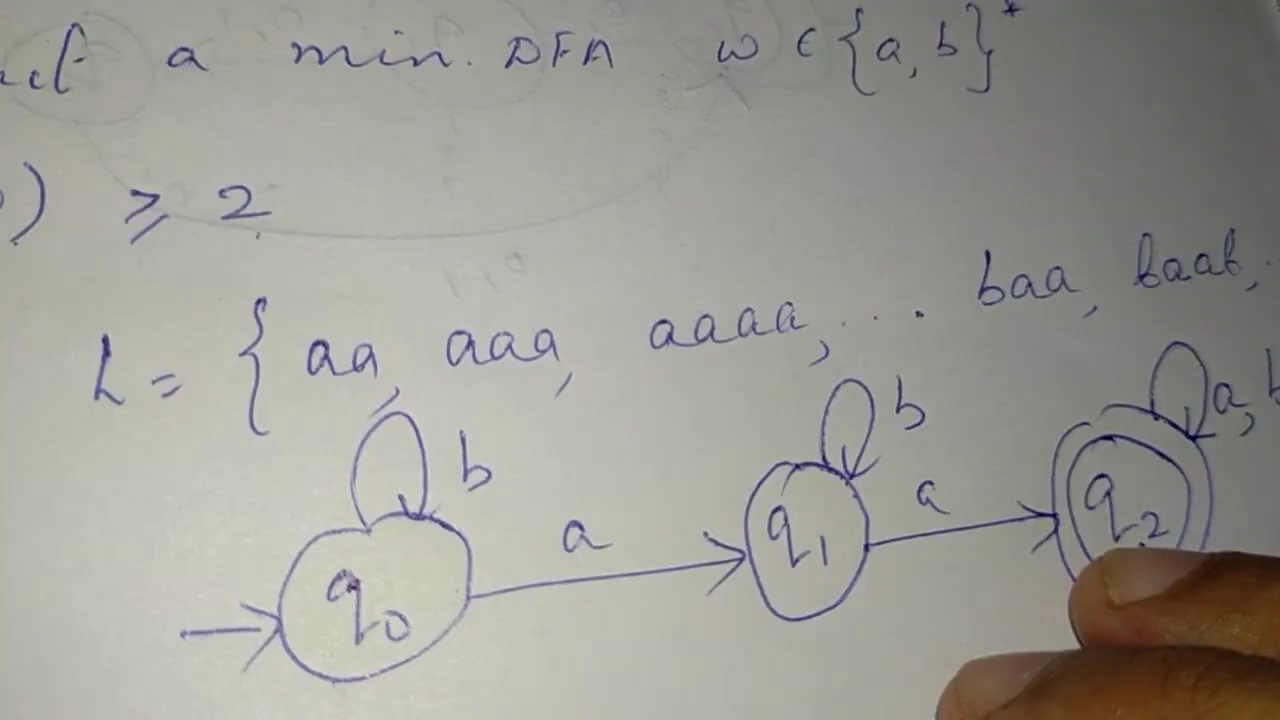 a min. DFA w ∈ {a, b}*
) ≥ 2
L = { aa, aaa, aaaa, ... baa, baab,
b b a, b
a a
q0 q1 q2